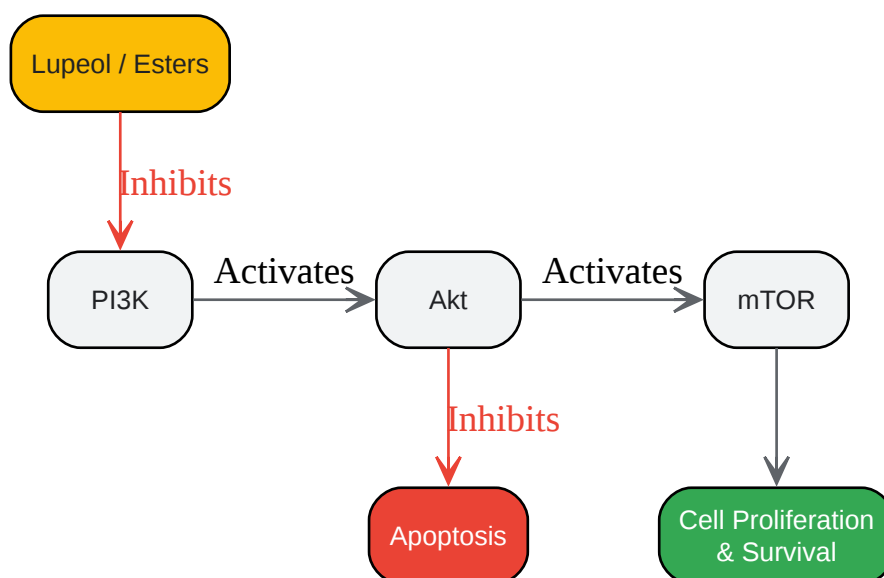 Lupeol / Esters
Inhibits
Activates
Activates
PI3K
Akt
mTOR
Inhibits
Apoptosis
Cell Proliferation
& Survival